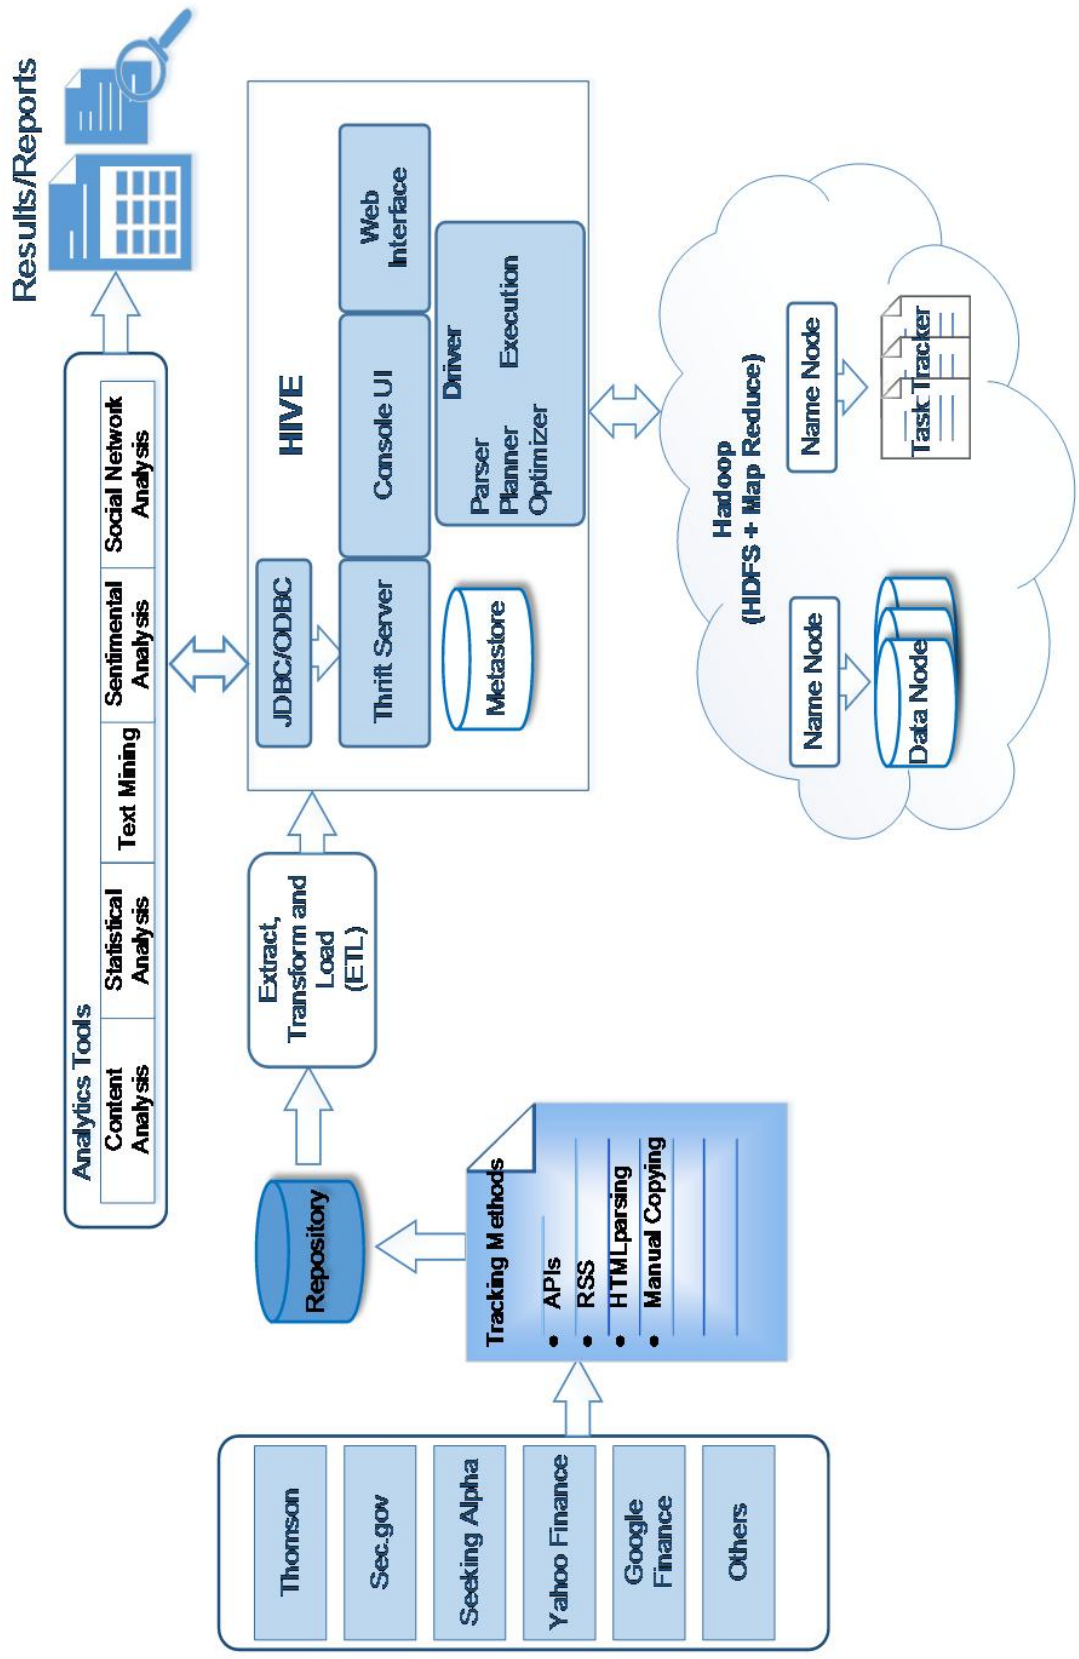 Thomson
Sec.gov
Seeking Alpha
Yahoo Finance
Google
Finance
Others
Tracking Methods
• APIs
• RSS
• HTMLparsing
• Manual Copying
Repository
Extract,
Transform and
Load
(ETL)
Analytics Tools
Content
Analysis
Statistical
Analysis
Text Mining
Sentimental
Analysis
Social Network
Analysis
Results/Reports
HIVE
JDBC/ODBC
Thrift Server
Console UI
Web
Interface
Metastore
Driver
Parser
Planner Execution
Optimizer
Hadoop
(HDFS + Map Reduce)
Name Node
Name Node
Data Node
Task Tracker